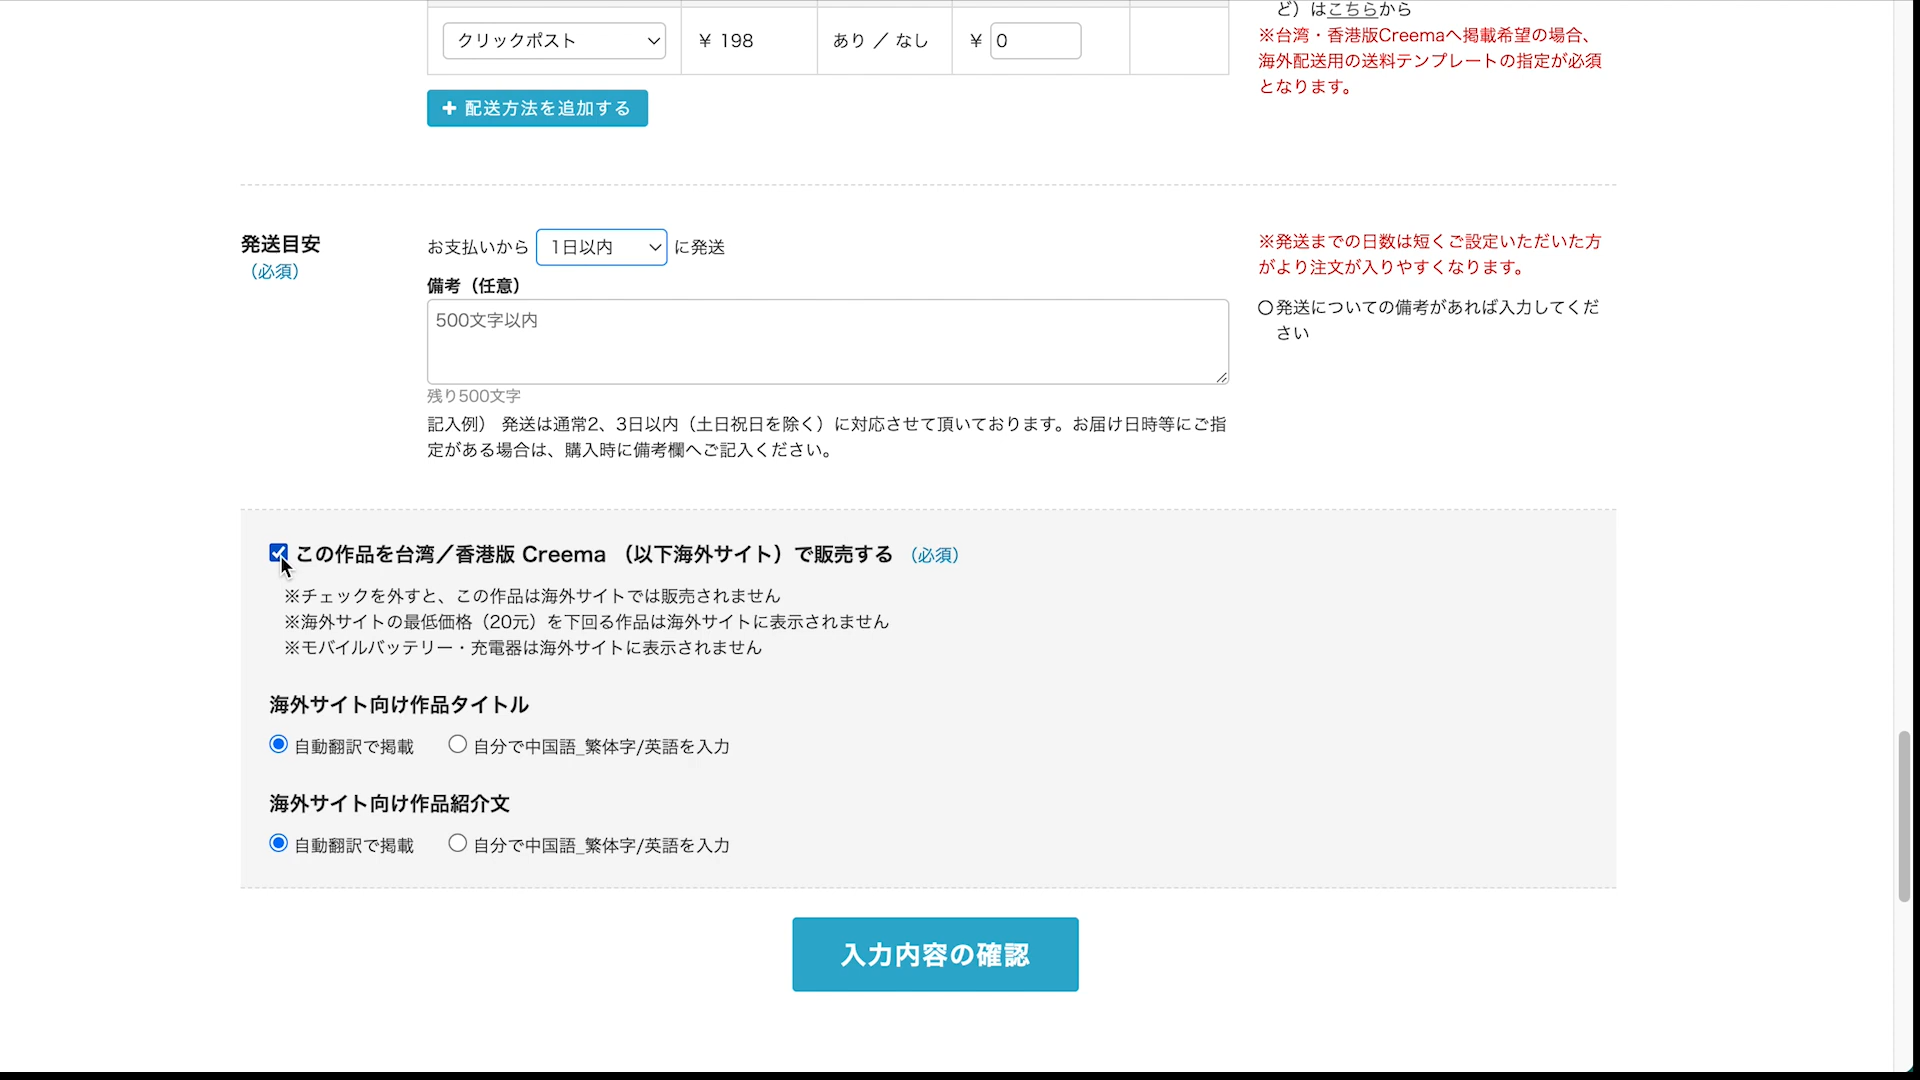 ど）はこちらから
クリックポスト ¥ 198 あり ／ なし ¥ 0
※台湾・香港版Creemaへ掲載希望の場合、
海外配送用の送料テンプレートの指定が必須
となります。
配送方法を追加する
発送目安
（必須）
お支払いから 1日以内 に発送
備考（任意）
500文字以内
残り500文字
記入例） 発送は通常2、3日以内（土日祝日を除く）に対応させて頂いております。お届け日時等にご指
定がある場合は、購入時に備考欄へご記入ください。
※発送までの日数は短くご設定いただいた方
がより注文が入りやすくなります。
〇発送についての備考があれば入力してくだ
さい
この作品を台湾／香港版 Creema （以下海外サイト）で販売する （必須）
※チェックを外すと、この作品は海外サイトでは販売されません
※海外サイトの最低価格（20元）を下回る作品は海外サイトに表示されません
※モバイルバッテリー・充電器は海外サイトに表示されません
海外サイト向け作品タイトル
自動翻訳で掲載 自分で中国語_繁体字/英語を入力
海外サイト向け作品紹介文
自動翻訳で掲載 自分で中国語_繁体字/英語を入力
入力内容の確認